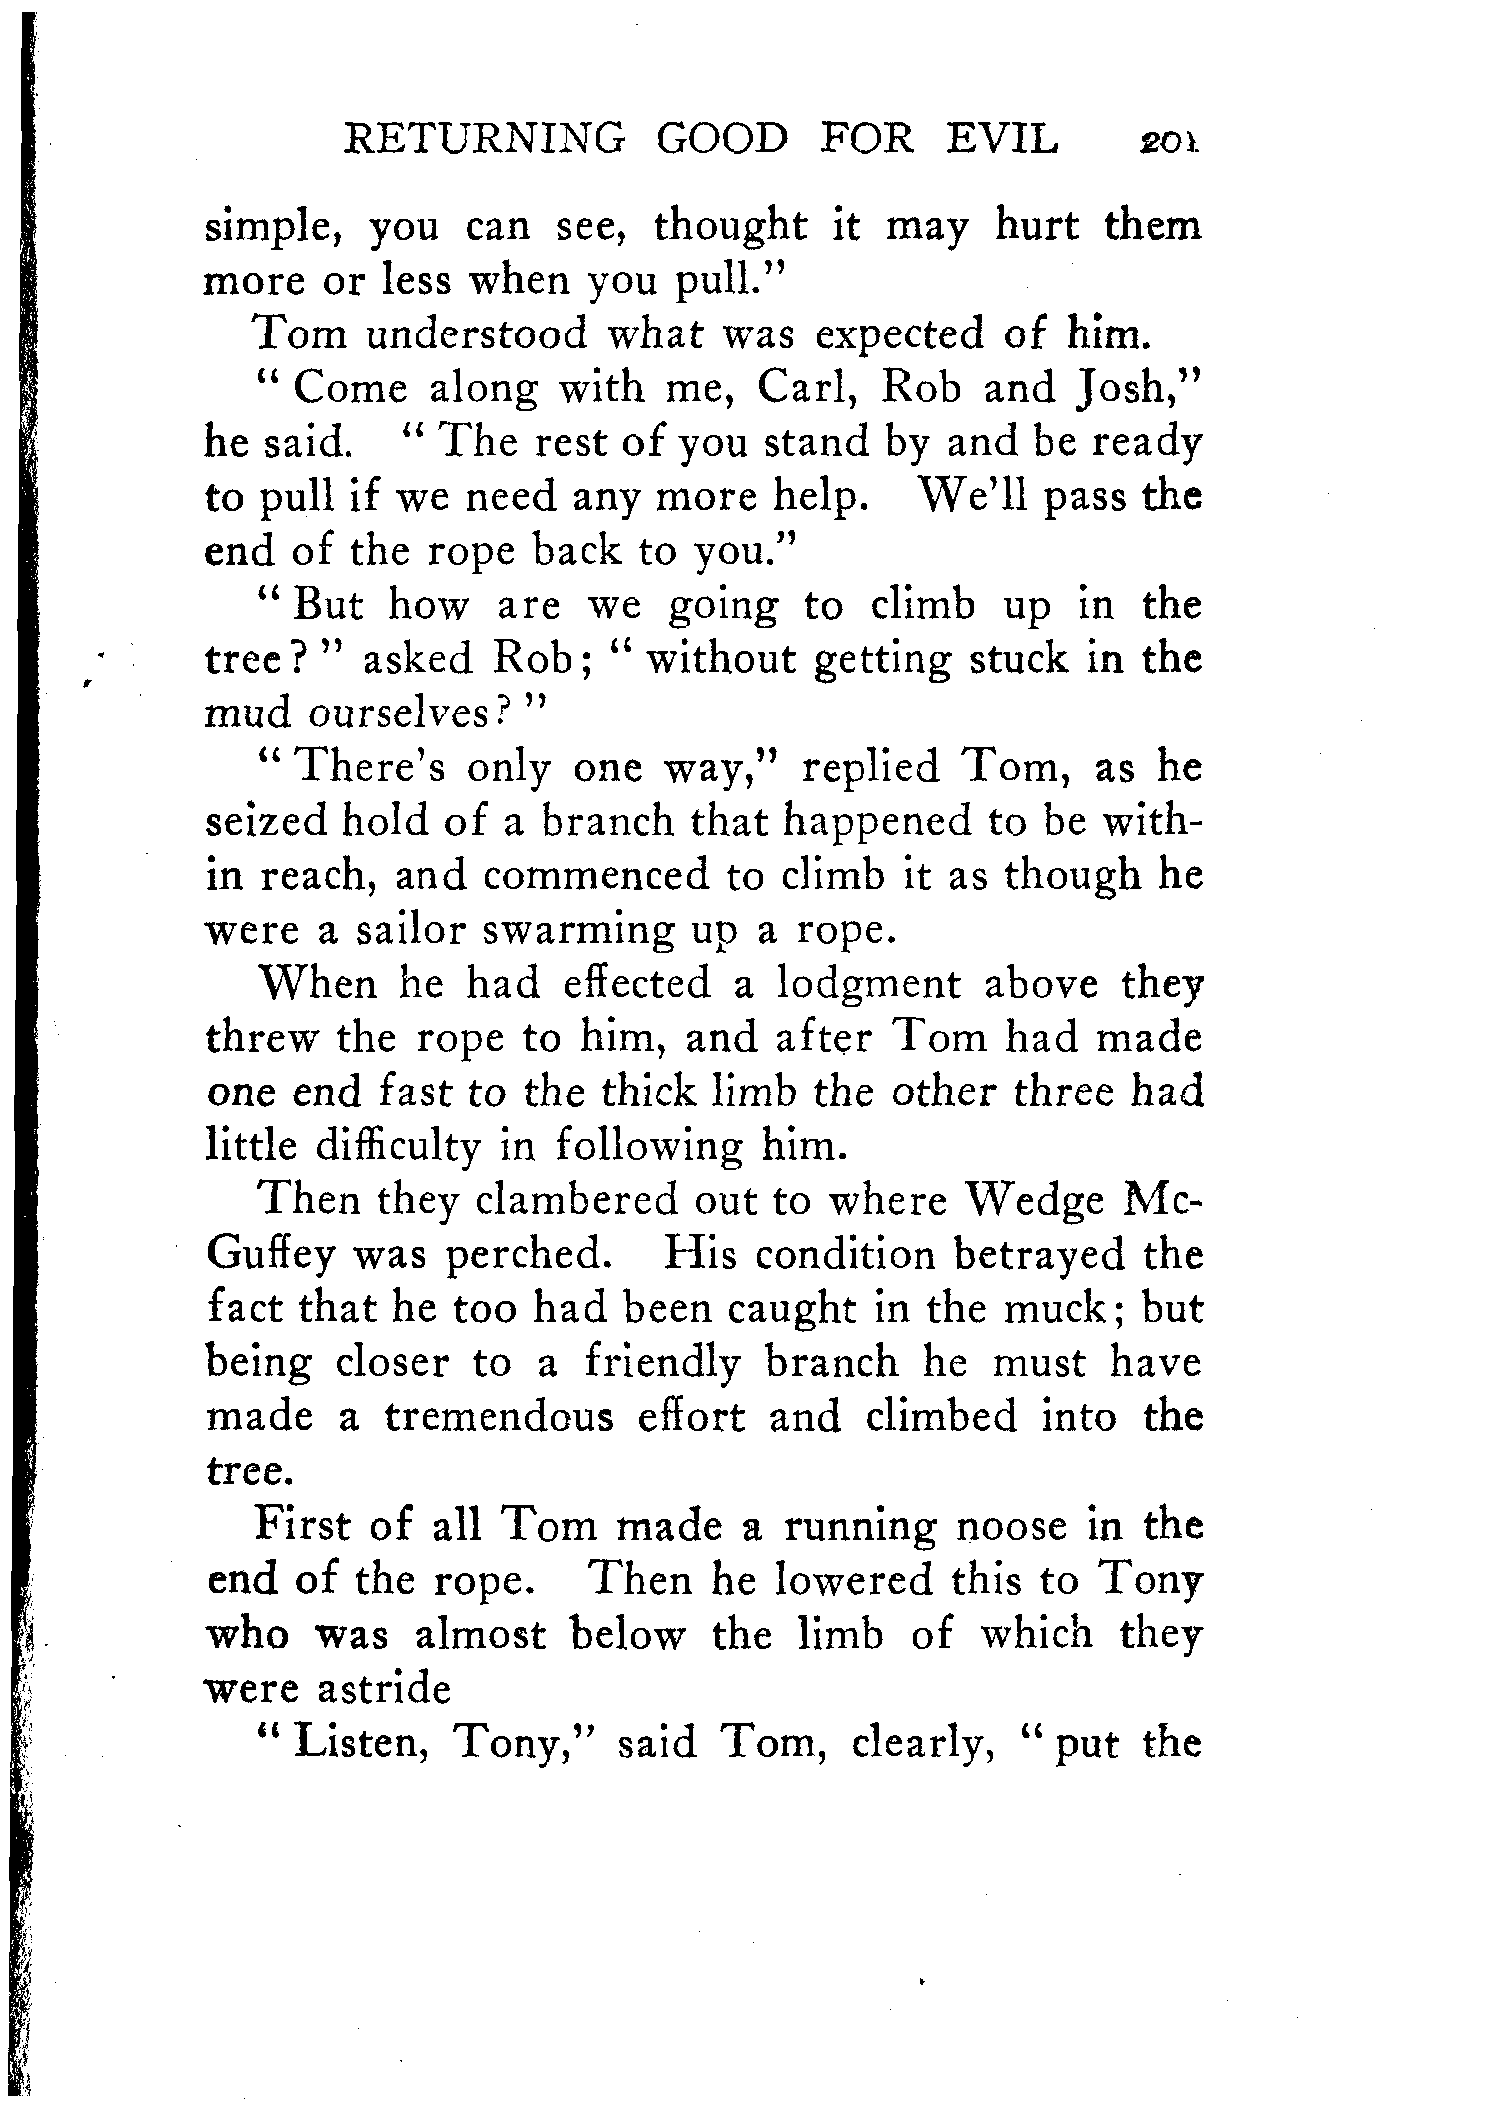 RETURNING GOOD FOR EVIL 201
simple, you can see, thought it may hurt them
more or less when you pull."
Tom understood what was expected of him.
" Come along with me, Carl, Rob and Josh,"
he said. " The rest of you stand by and be ready
to pull if we need any more help. We'll pass the
end of the rope back to you."
" But how are we going to climb up in the
tree? " asked Rob; " without getting stuck in the
mud ourselves? "
" There's only one way," replied Tom, as he
seized hold of a branch that happened to be with-
in reach, and commenced to climb it as though he
were a sailor swarming up a rope.
When he had effected a lodgment above they
threw the rope to him, and after Tom had made
one end fast to the thick limb the other three had
little difficulty in following him.
Then they clambered out to where Wedge Mc-
Guffey was perched. His condition betrayed the
fact that he too had been caught in the muck; but
being closer to a friendly branch he must have
made a tremendous effort and climbed into the
tree.
First of all Tom made a running noose in the
end of the rope. Then he lowered this to Tony
who was almost below the limb of which they
were astride
" Listen, Tony," said Tom, clearly, " put the